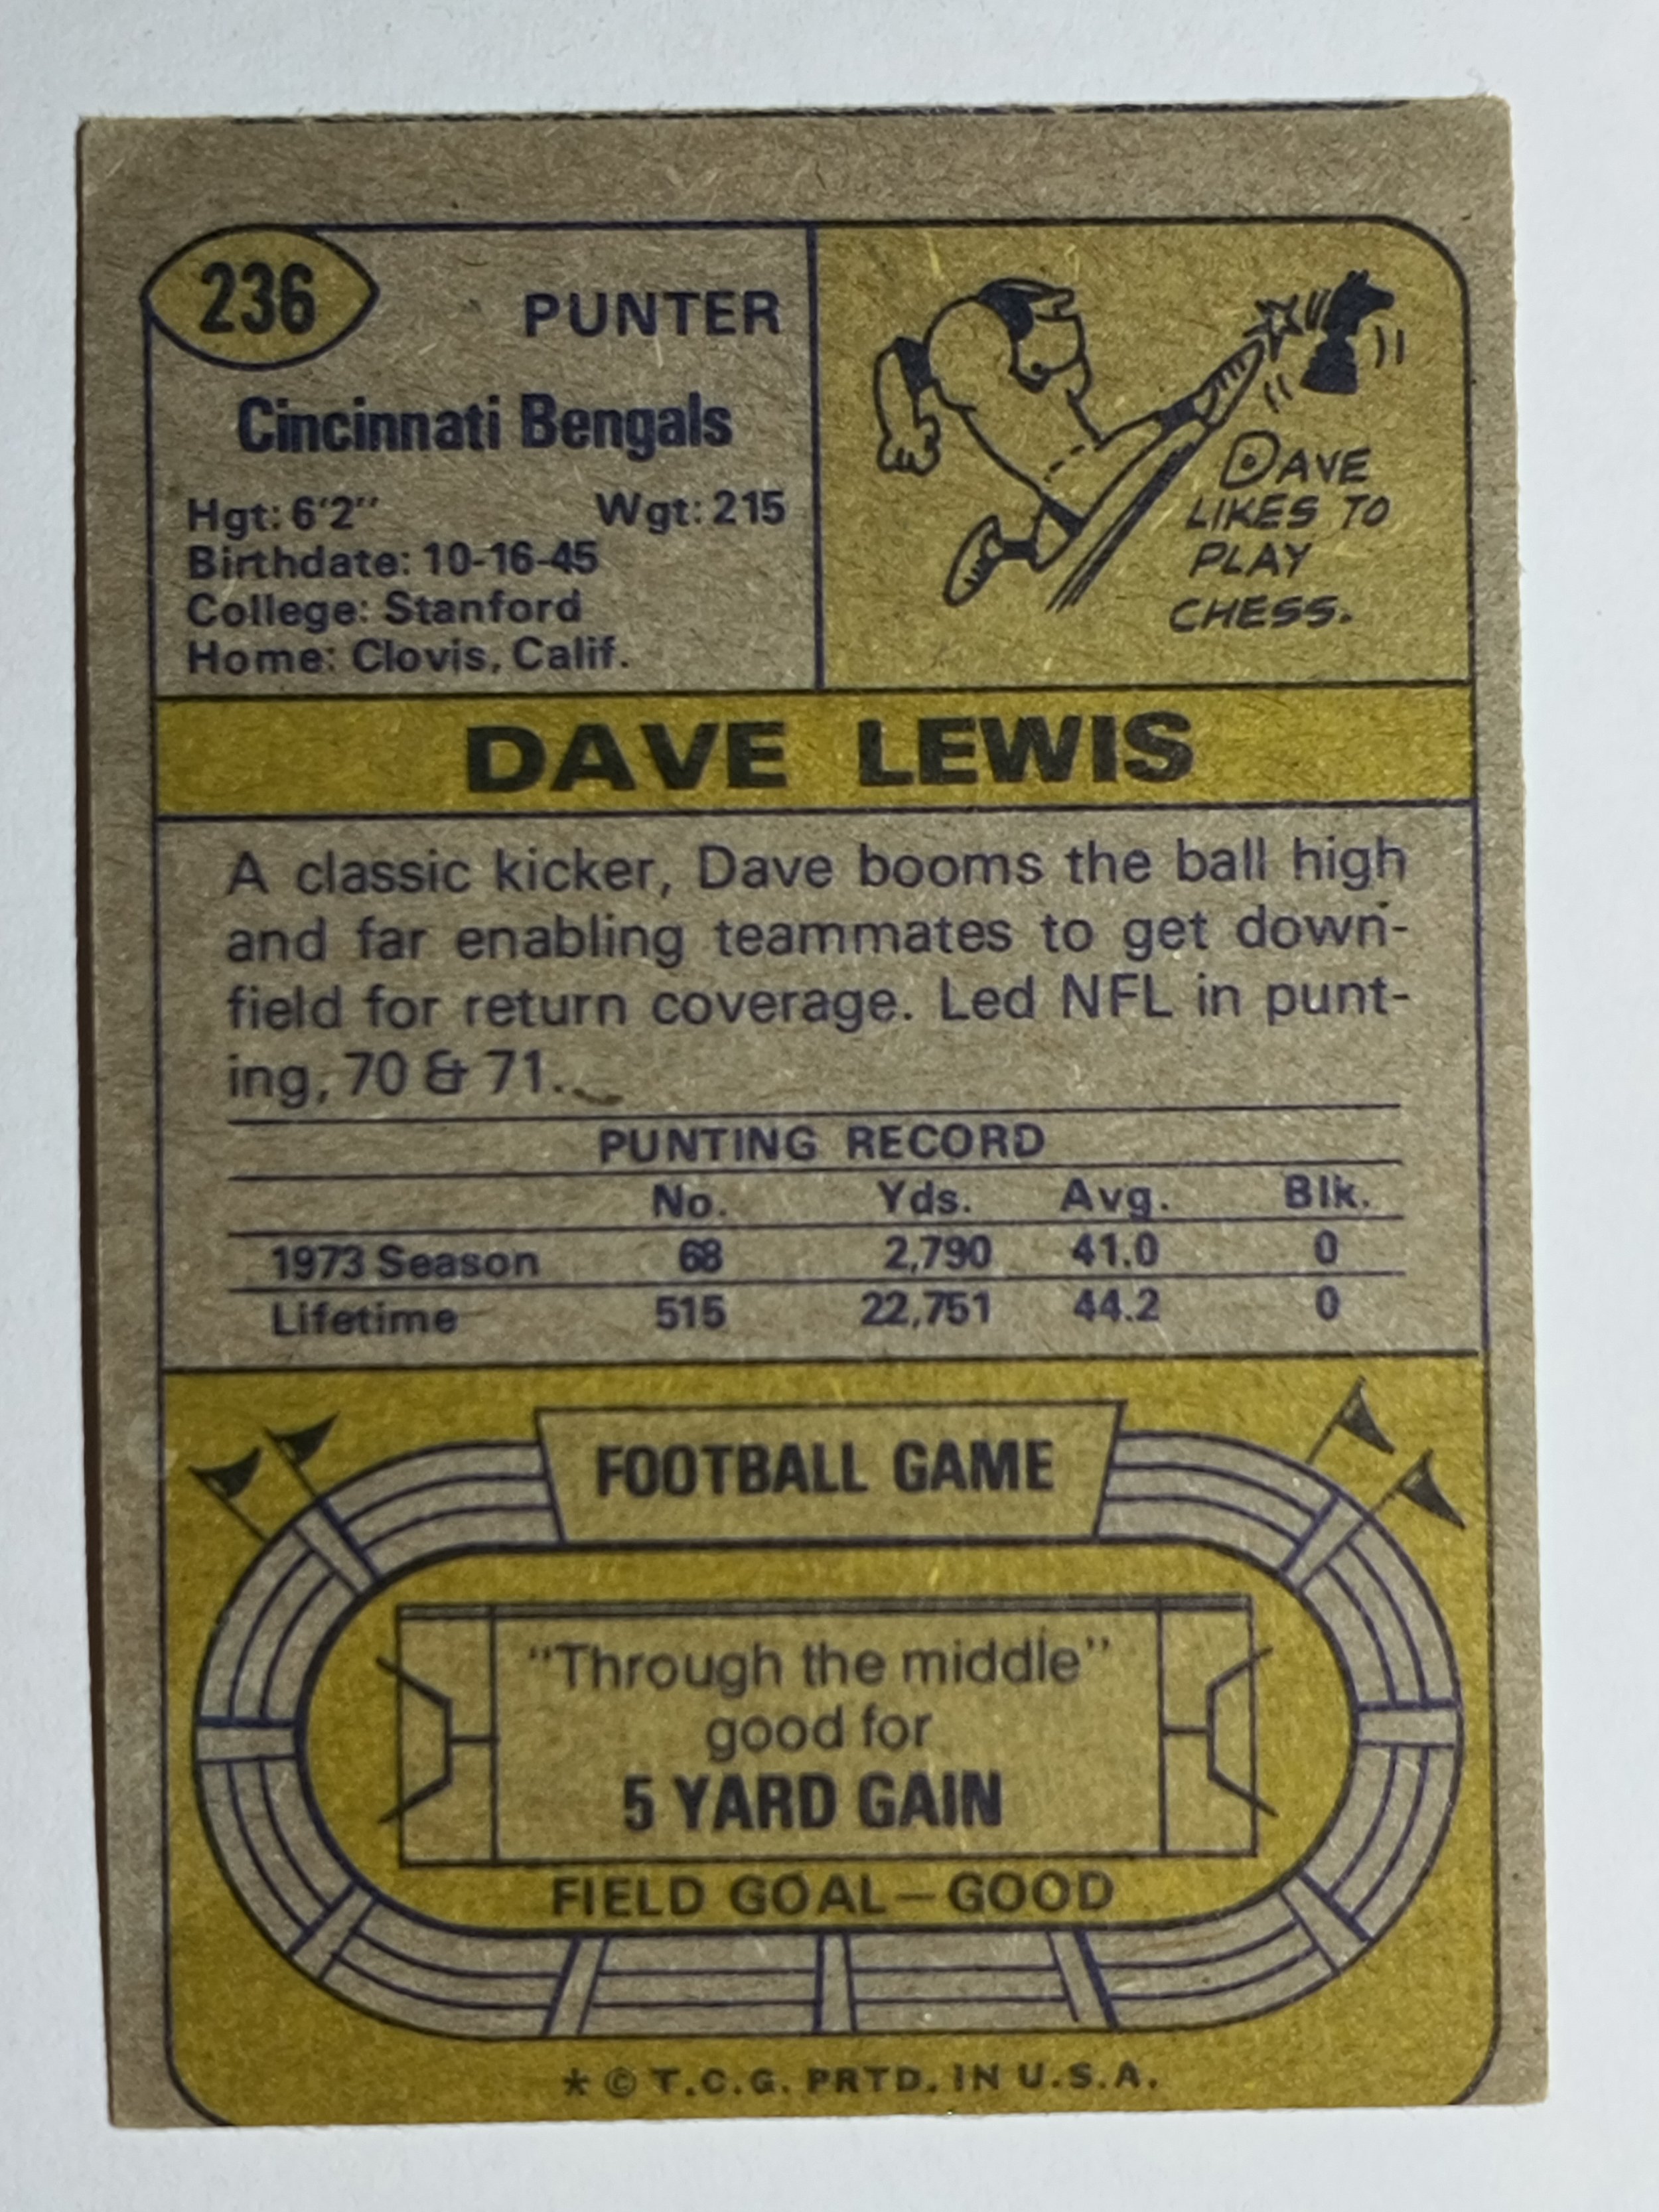 236
PUNTER
Cincinnati Bengals
Hgt: 6'2" Wgt: 215
Birthdate: 10-16-45
College: Stanford
Home: Clovis, Calif.
DAVE
LIKES TO
PLAY
CHESS.
DAVE LEWIS
A classic kicker, Dave booms the ball high
and far enabling teammates to get down-
field for return coverage. Led NFL in punt-
ing, 70 & 71.
PUNTING RECORD
No. Yds. Avg. Blk.
1973 Season 68 2,790 41.0 0
Lifetime 515 22,751 44.2 0
FOOTBALL GAME
"Through the middle"
good for
5 YARD GAIN
FIELD GOAL—GOOD
* © T.C.G. PRTD. IN U.S.A.